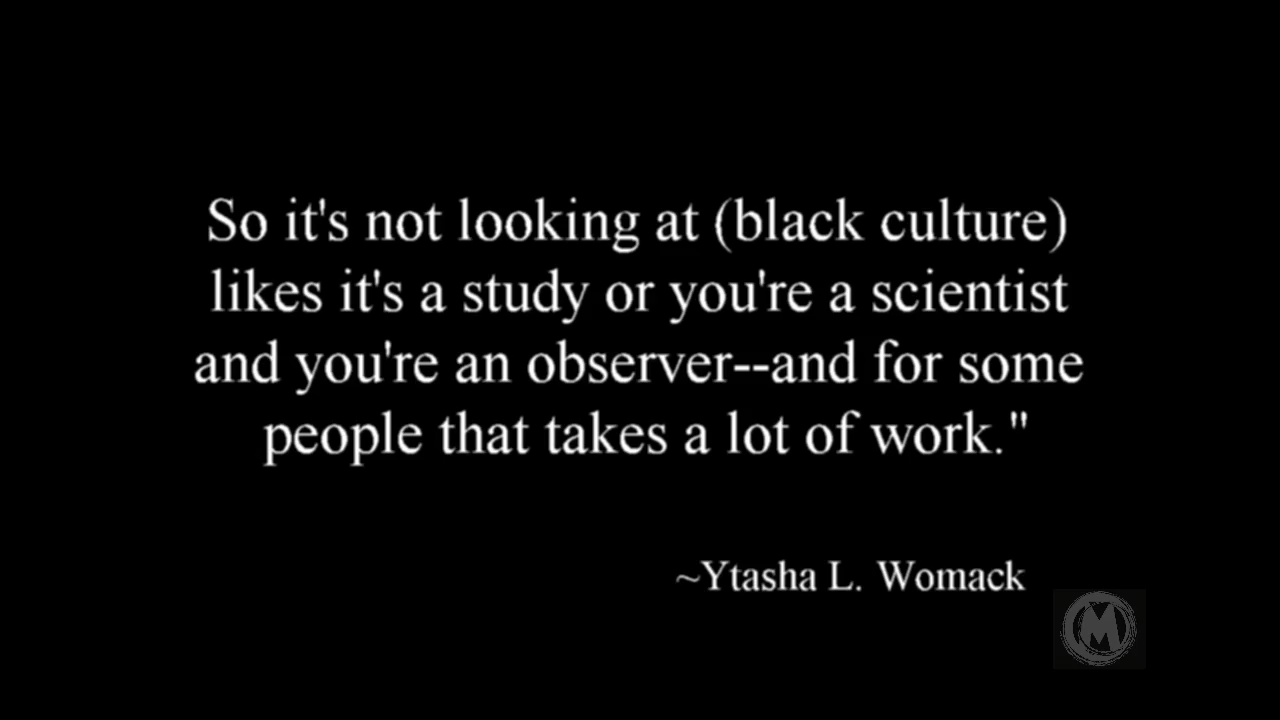 So it's not looking at (black culture)
likes it's a study or you're a scientist
and you're an observer--and for some
people that takes a lot of work."
~Ytasha L. Womack
M